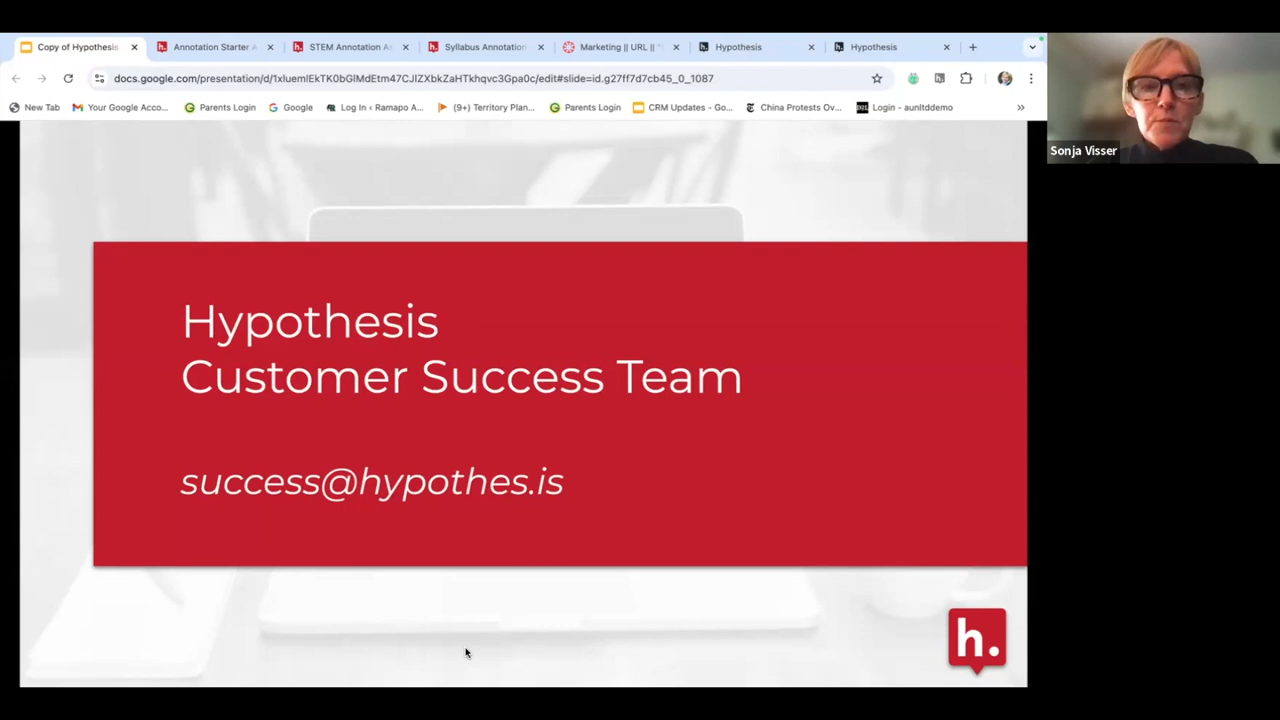 Copy of Hypothesis
Annotation Starter A
STEM Annotation As
Syllabus Annotation
Marketing || URL || "
Hypothesis
Hypothesis
docs.google.com/presentation/d/1xluemlEkTK0bGlMdEtm47CJIZXbkZaHTkhqvc3Gpa0c/edit#slide=id.g27ff7d7cb45_0_1087
New Tab
Your Google Acco...
Parents Login
Google
Log In ‹ Ramapo A...
(9+) Territory Plan...
Parents Login
CRM Updates - Go...
China Protests Ov...
Login - aunltddemo
»
Sonja Visser
Hypothesis
Customer Success Team
success@hypothes.is
h.